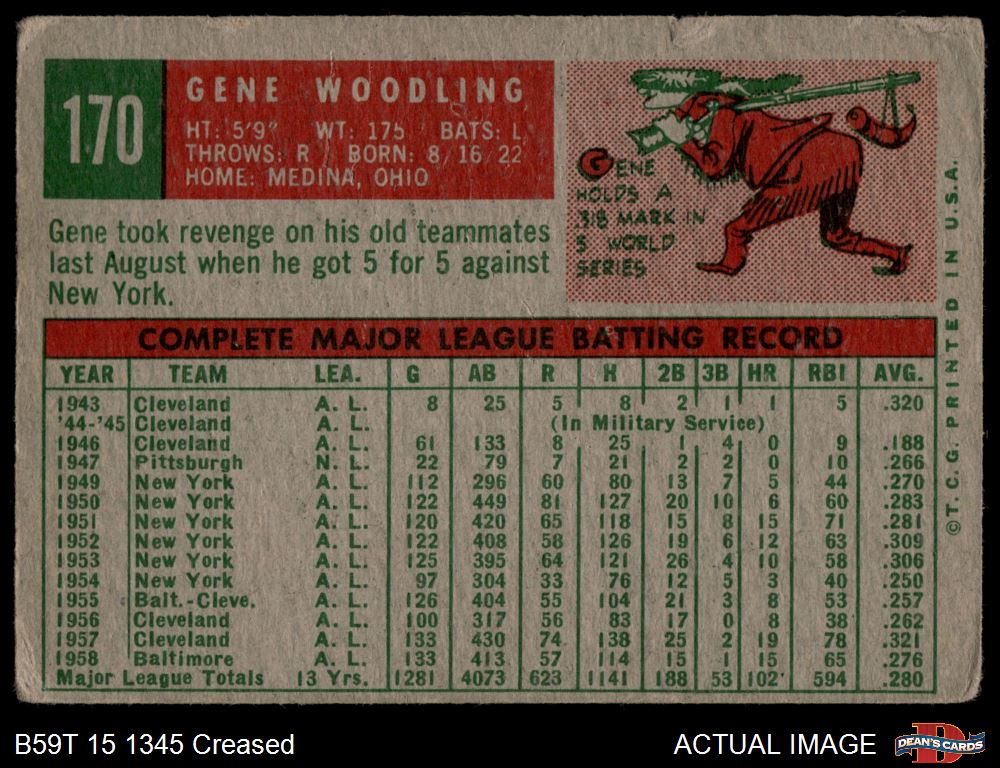 170
GENE WOODLING
HT: 5'9" WT: 175 BATS: L
THROWS: R BORN: 8/16/22
HOME: MEDINA, OHIO
GENE
HOLDS A
.318 MARK IN
5 WORLD
SERIES
Gene took revenge on his old teammates
last August when he got 5 for 5 against
New York.
COMPLETE MAJOR LEAGUE BATTING RECORD
YEAR TEAM LEA. G AB R H 2B 3B HR RBI AVG.
1943 Cleveland A. L. 8 25 5 8 2 1 1 5 .320
'44-'45 Cleveland A. L. (In Military Service)
1946 Cleveland A. L. 61 133 8 25 1 4 0 9 .188
1947 Pittsburgh N. L. 22 79 7 21 2 2 0 10 .266
1949 New York A. L. 112 296 60 80 13 7 5 44 .270
1950 New York A. L. 122 449 81 127 20 10 6 60 .283
1951 New York A. L. 120 420 65 118 15 8 15 71 .281
1952 New York A. L. 122 408 58 126 19 6 12 63 .309
1953 New York A. L. 125 395 64 121 26 4 10 58 .306
1954 New York A. L. 97 304 33 76 12 5 3 40 .250
1955 Balt.-Cleve. A. L. 126 404 55 104 21 3 8 53 .257
1956 Cleveland A. L. 100 317 56 83 17 0 8 38 .262
1957 Cleveland A. L. 133 430 74 138 25 2 19 78 .321
1958 Baltimore A. L. 133 413 57 114 15 1 15 65 .276
Major League Totals 13 Yrs. 1281 4073 623 1141 188 53 102 594 .280
©T.C.G. PRINTED IN U.S.A.
B59T 15 1345 Creased
ACTUAL IMAGE
DEAN'S CARDS